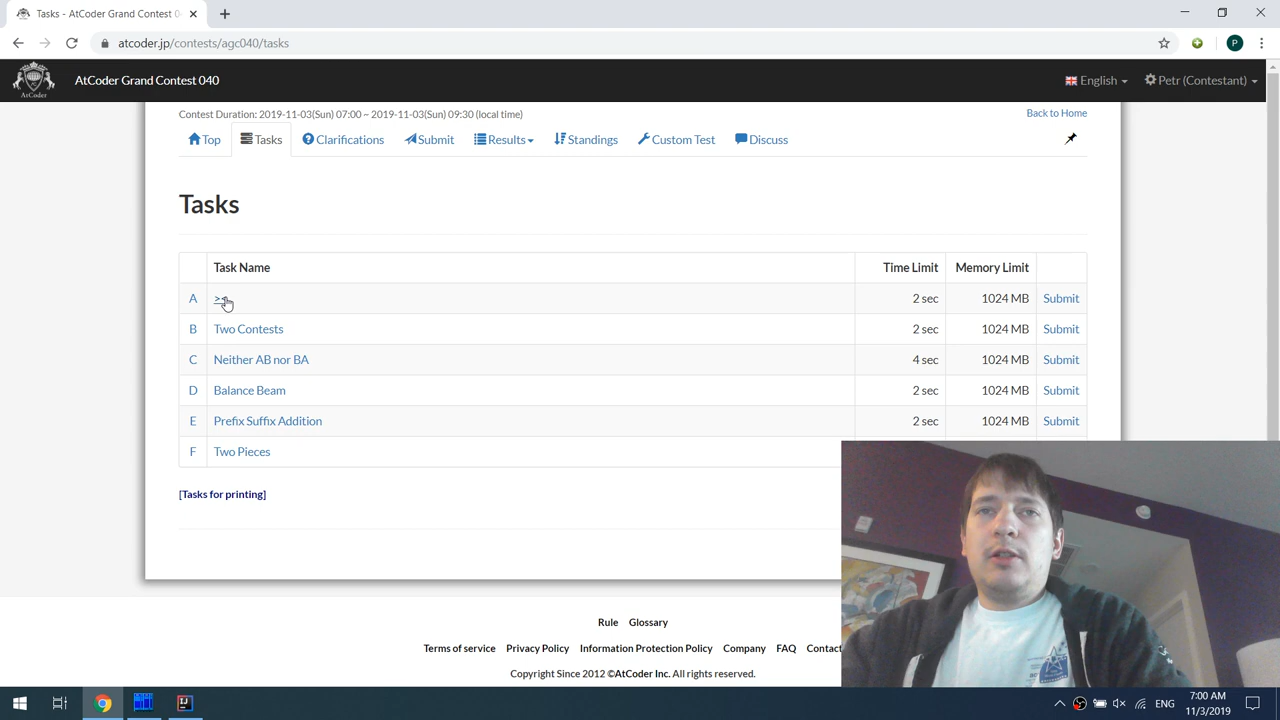 Tasks - AtCoder Grand Contest 0
atcoder.jp/contests/agc040/tasks
P
AtCoder
AtCoder Grand Contest 040
English
Petr (Contestant)
Contest Duration: 2019-11-03(Sun) 07:00 ~ 2019-11-03(Sun) 09:30 (local time)
Back to Home
Top
Tasks
Clarifications
Submit
Results
Standings
Custom Test
Discuss
Tasks
Task Name Time Limit Memory Limit
A 2 sec 1024 MB Submit
B Two Contests 2 sec 1024 MB Submit
C Neither AB nor BA 4 sec 1024 MB Submit
D Balance Beam 2 sec 1024 MB Submit
E Prefix Suffix Addition 2 sec 1024 MB Submit
F Two Pieces
[Tasks for printing]
Rule Glossary
Terms of service Privacy Policy Information Protection Policy Company FAQ Contact
Copyright Since 2012 ©AtCoder Inc. All rights reserved.
IJ
ENG
7:00 AM
11/3/2019